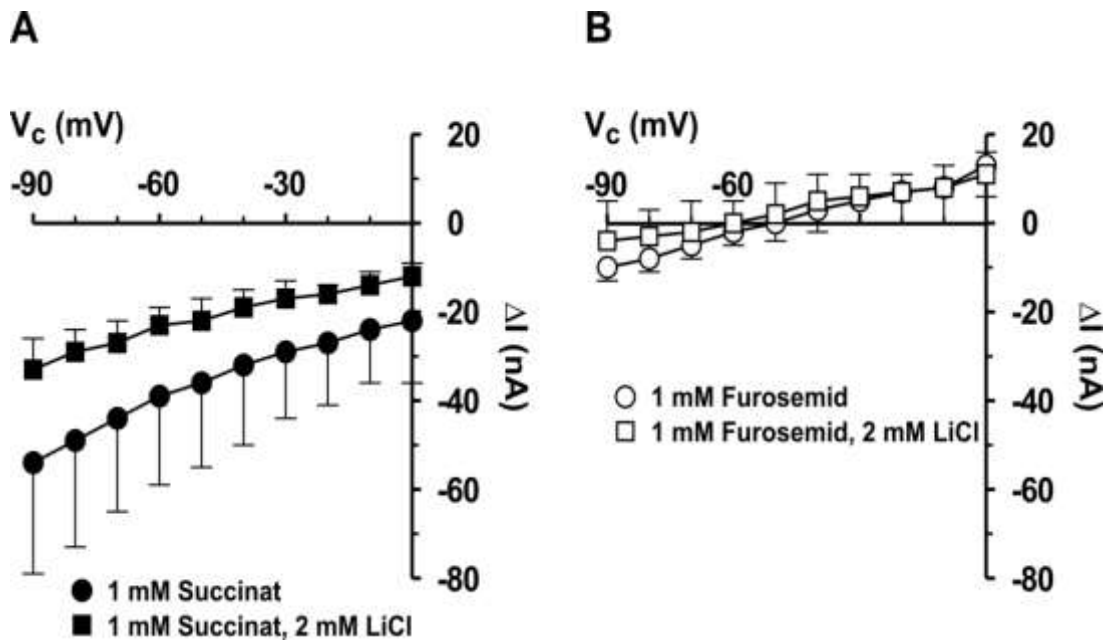 A
B
Vc (mV)
20
-90
-60
-30
0
-20
-40
-60
-80
ΔI (nA)
1 mM Succinat
1 mM Succinat, 2 mM LiCl
Vc (mV)
20
-90
-60
0
-20
-40
-60
-80
ΔI (nA)
1 mM Furosemid
1 mM Furosemid, 2 mM LiCl